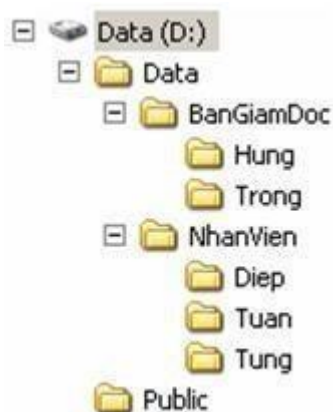 Data (D:)
Data
BanGiamDoc
Hung
Trong
NhanVien
Diep
Tuan
Tung
Public